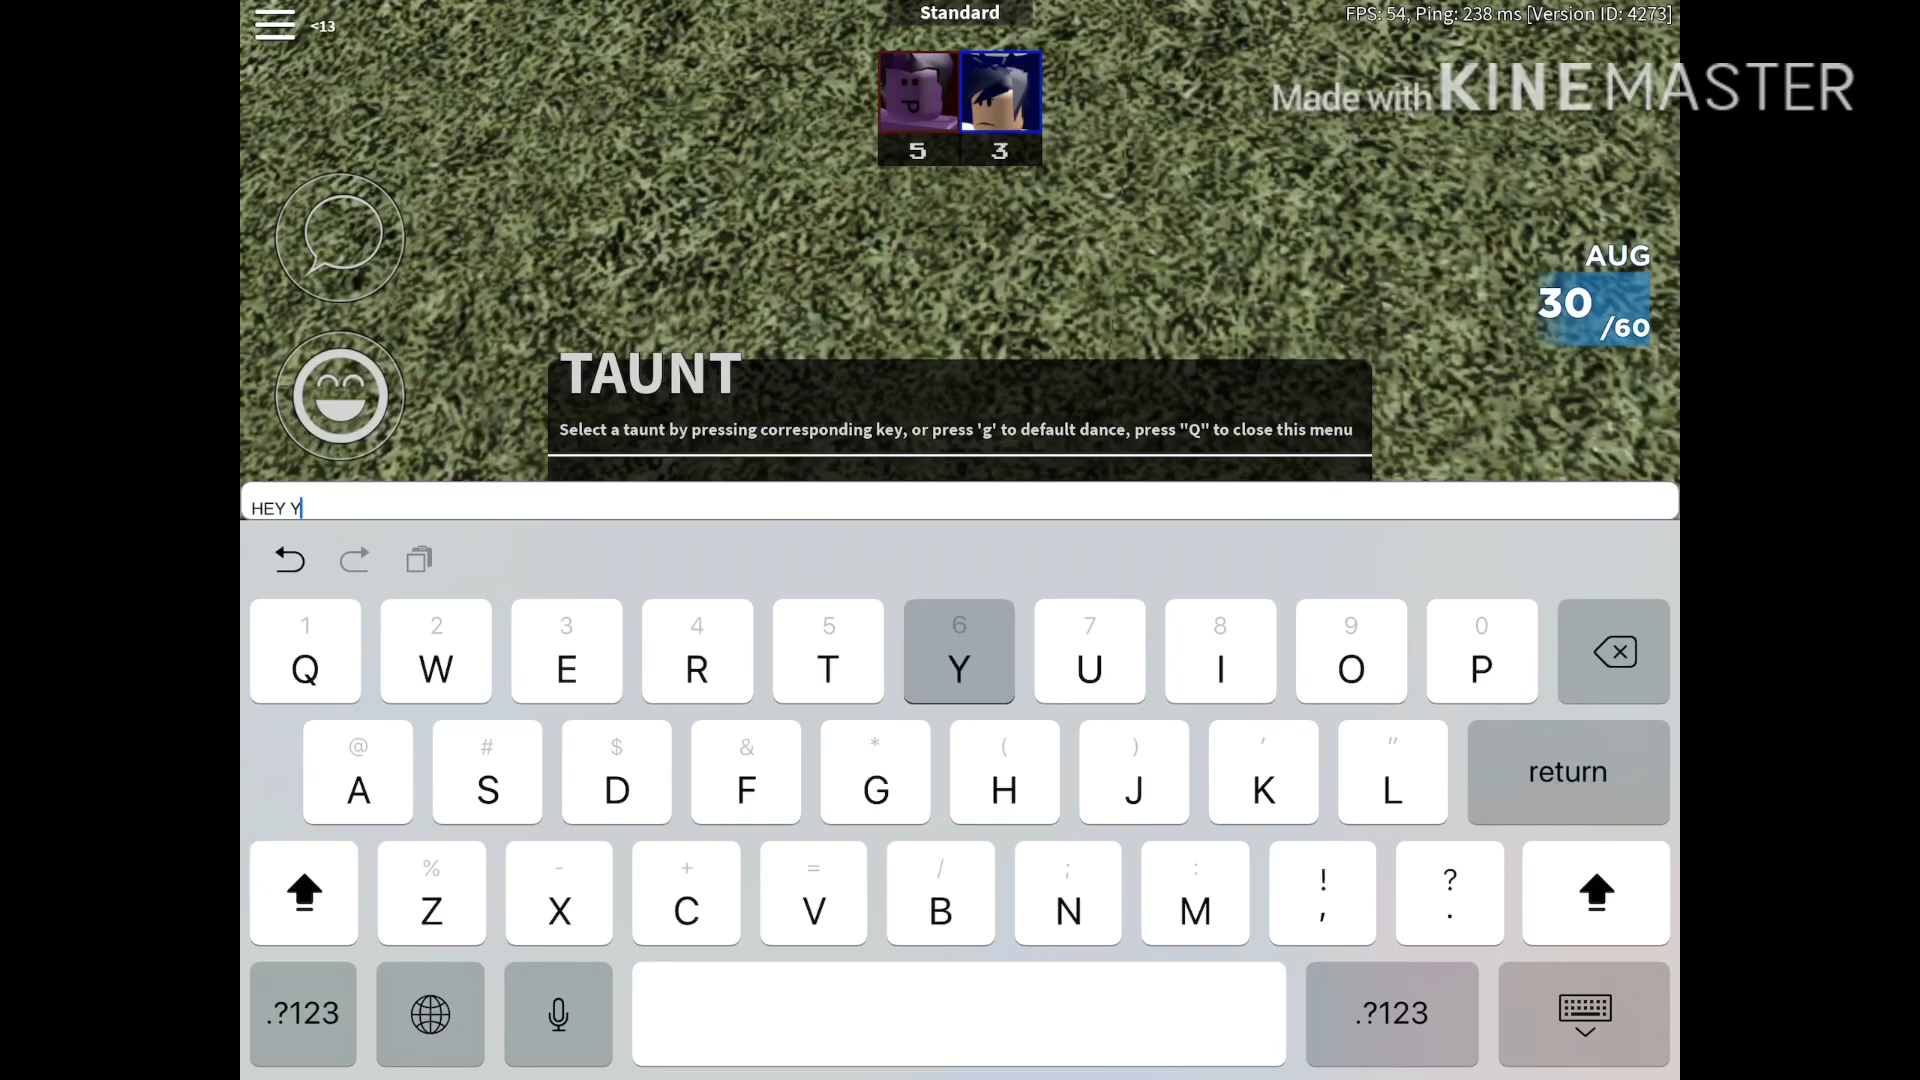 Standard
<13
FPS: 54, Ping: 238 ms [Version ID: 4273]
Made with KINEMASTER
5 3
AUG
30
/60
TAUNT
Select a taunt by pressing corresponding key, or press 'g' to default dance, press "Q" to close this menu
HEY Y
1 2 3 4 5 6 7 8 9 0
Q W E R T Y U I O P
@ # $ & * ( ) ' "
A S D F G H J K L return
% - + = / ; : ! ?
Z X C V B N M , .
.?123 .?123